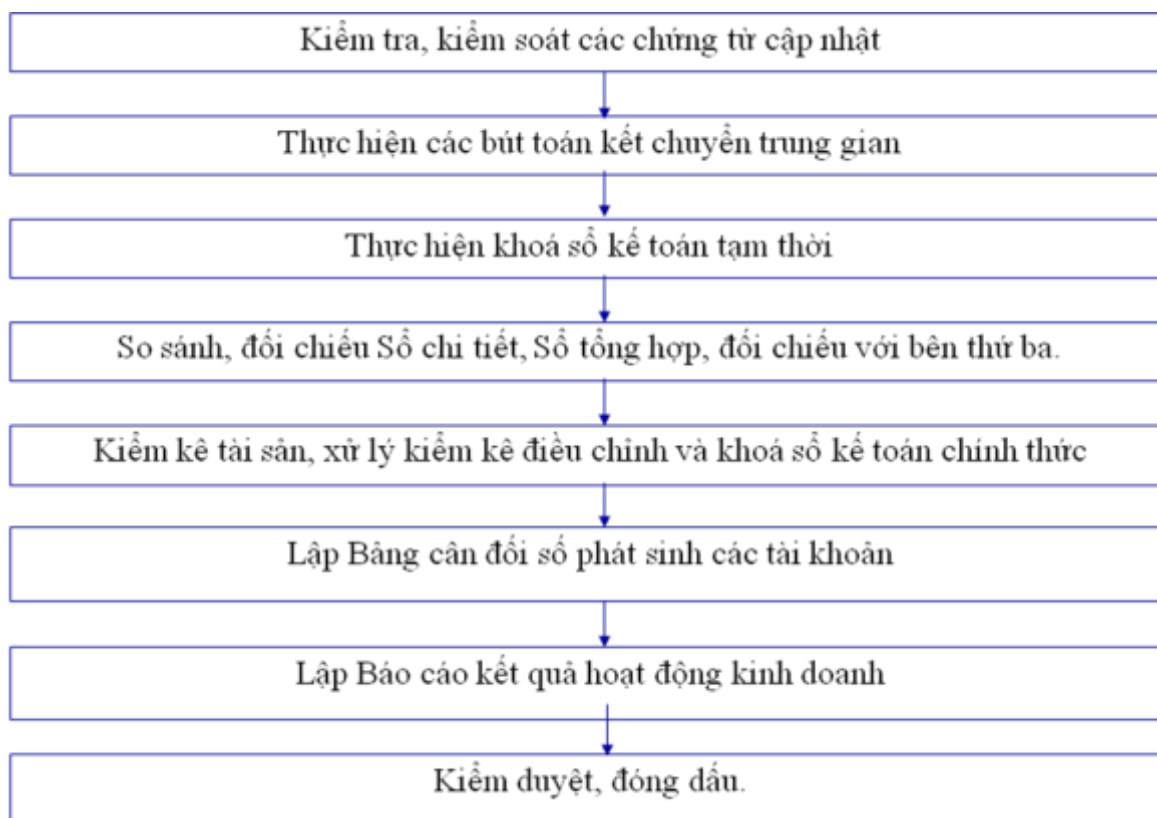 Kiểm tra, kiểm soát các chứng từ cập nhật
Thực hiện các bút toán kết chuyển trung gian
Thực hiện khoá sổ kế toán tạm thời
So sánh, đối chiếu Sổ chi tiết, Sổ tổng hợp, đối chiếu với bên thứ ba.
Kiểm kê tài sản, xử lý kiểm kê điều chỉnh và khoá sổ kế toán chính thức
Lập Bảng cân đối số phát sinh các tài khoản
Lập Báo cáo kết quả hoạt động kinh doanh
Kiểm duyệt, đóng dấu.